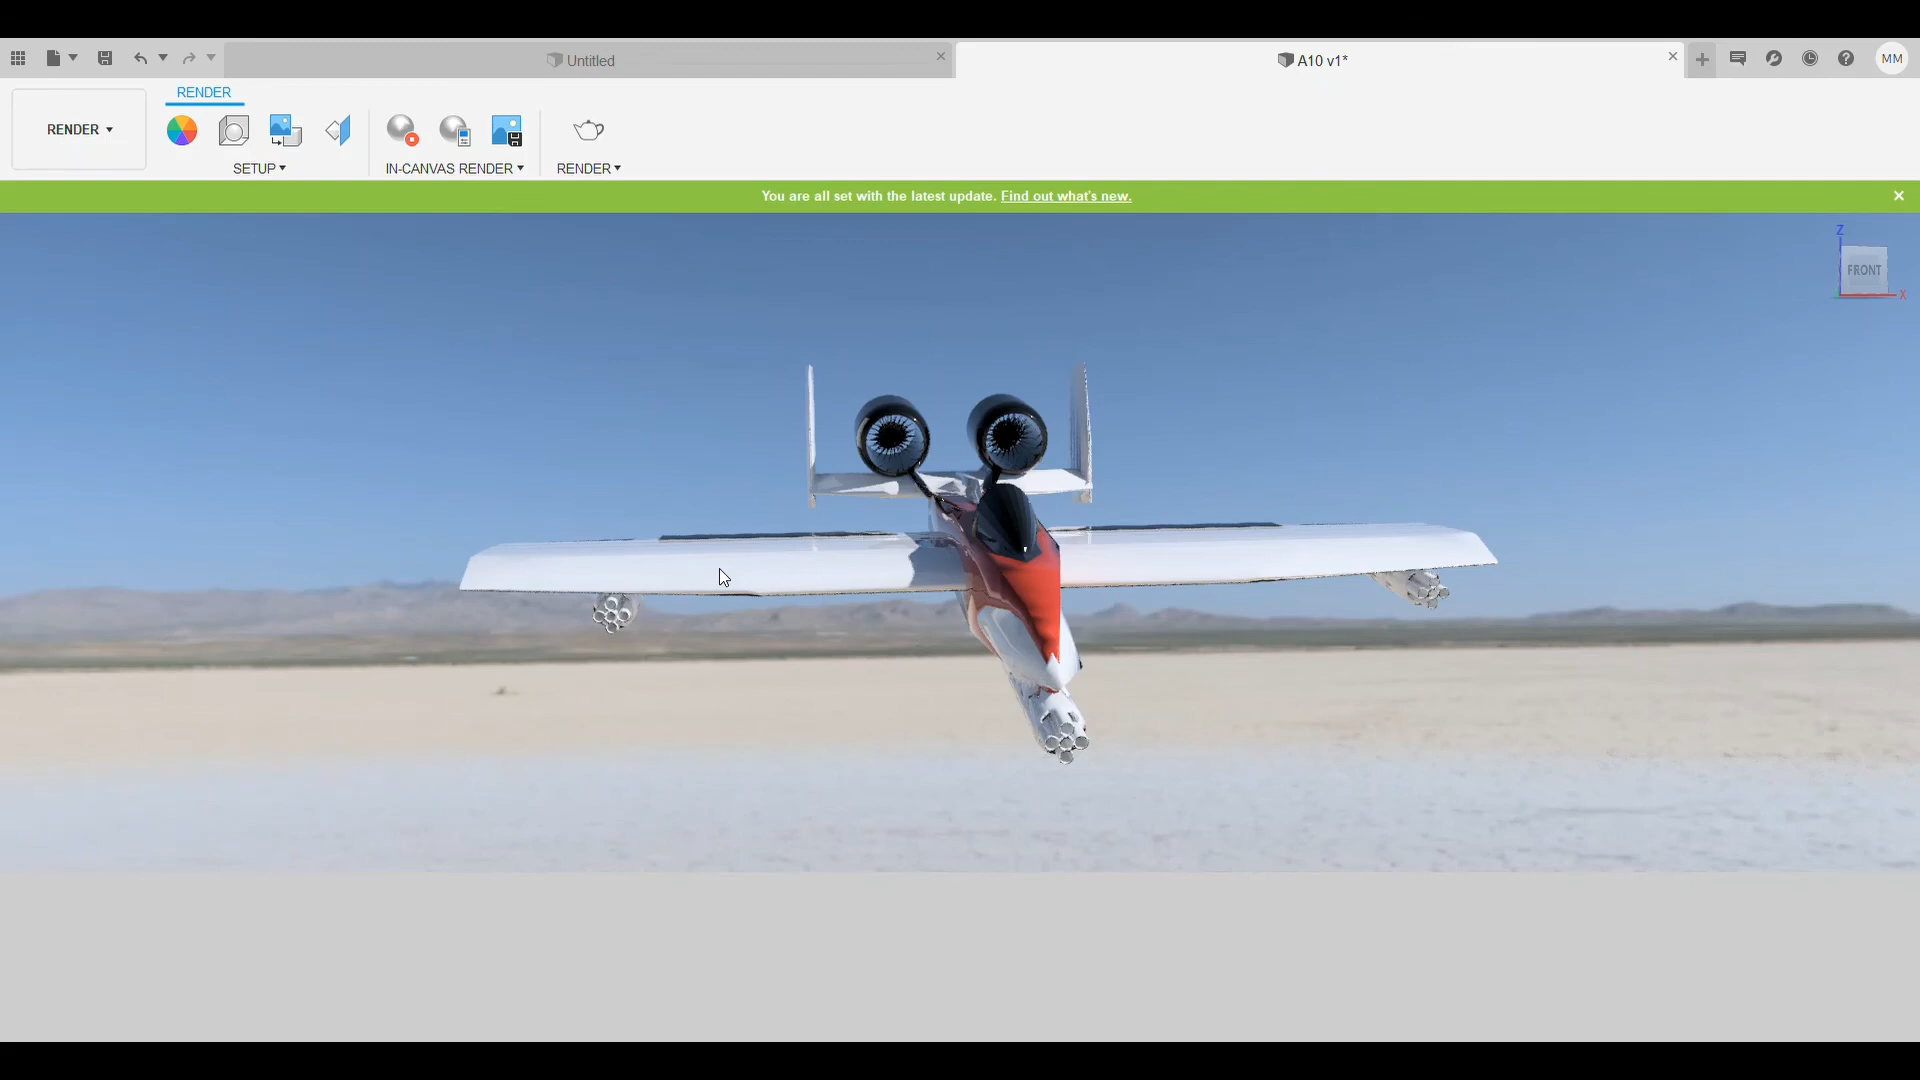 Untitled
A10 v1*
MM
RENDER
RENDER
SETUP
IN-CANVAS RENDER
RENDER
You are all set with the latest update. Find out what's new.
Z
FRONT
X